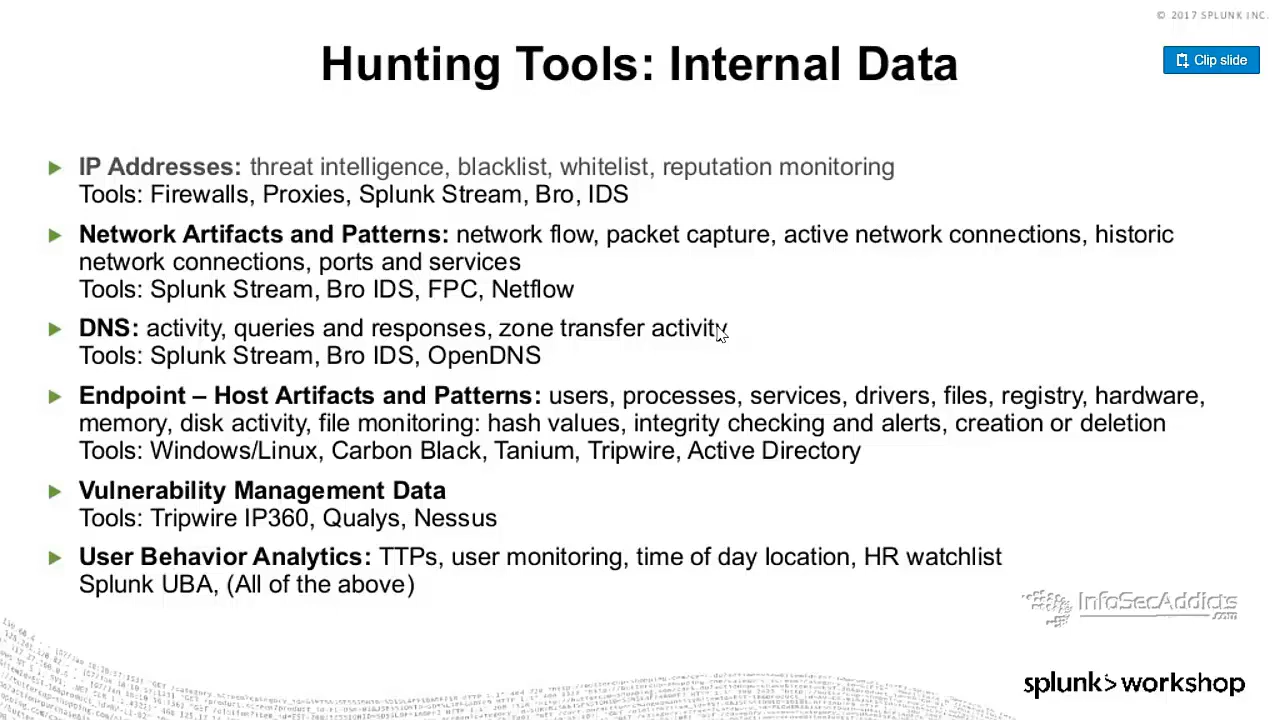 © 2017 SPLUNK INC.
Hunting Tools: Internal Data
Clip slide
IP Addresses: threat intelligence, blacklist, whitelist, reputation monitoring
Tools: Firewalls, Proxies, Splunk Stream, Bro, IDS
Network Artifacts and Patterns: network flow, packet capture, active network connections, historic
network connections, ports and services
Tools: Splunk Stream, Bro IDS, FPC, Netflow
DNS: activity, queries and responses, zone transfer activity
Tools: Splunk Stream, Bro IDS, OpenDNS
Endpoint – Host Artifacts and Patterns: users, processes, services, drivers, files, registry, hardware,
memory, disk activity, file monitoring: hash values, integrity checking and alerts, creation or deletion
Tools: Windows/Linux, Carbon Black, Tanium, Tripwire, Active Directory
Vulnerability Management Data
Tools: Tripwire IP360, Qualys, Nessus
User Behavior Analytics: TTPs, user monitoring, time of day location, HR watchlist
Splunk UBA, (All of the above)
InfoSecAddicts
.com
splunk> workshop